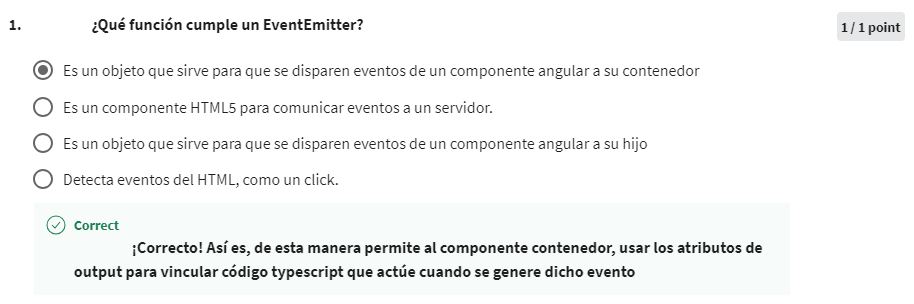 1. ¿Qué función cumple un EventEmitter? 1 / 1 point
Es un objeto que sirve para que se disparen eventos de un componente angular a su contenedor
Es un componente HTML5 para comunicar eventos a un servidor.
Es un objeto que sirve para que se disparen eventos de un componente angular a su hijo
Detecta eventos del HTML, como un click.
Correct
¡Correcto! Así es, de esta manera permite al componente contenedor, usar los atributos de
output para vincular código typescript que actúe cuando se genere dicho evento